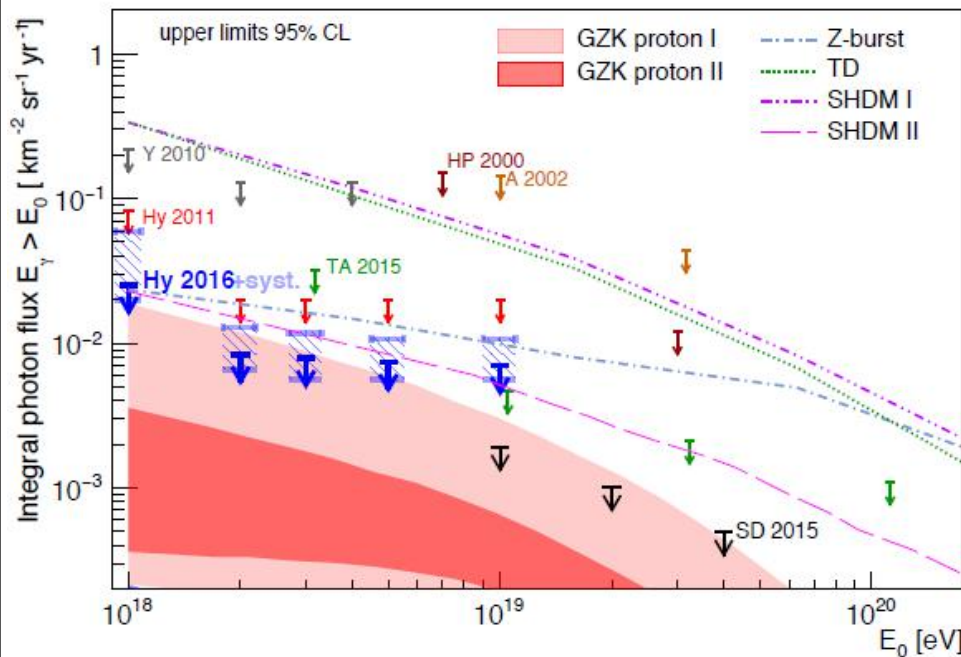 upper limits 95% CL
GZK proton I
GZK proton II
Z-burst
TD
SHDM I
SHDM II
Y 2010
HP 2000
A 2002
Hy 2011
TA 2015
Hy 2016+syst.
SD 2015
Integral photon flux E_γ > E_0 [ km^-2 sr^-1 yr^-1 ]
1
10^-1
10^-2
10^-3
10^18
10^19
10^20
E_0 [eV]